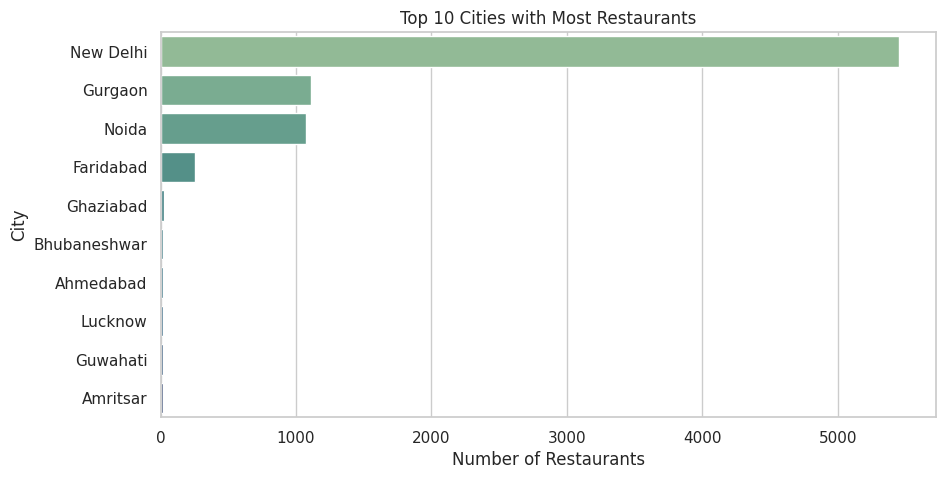 Top 10 Cities with Most Restaurants
New Delhi
Gurgaon
Noida
Faridabad
Ghaziabad
Bhubaneshwar
Ahmedabad
Lucknow
Guwahati
Amritsar
City
0 1000 2000 3000 4000 5000
Number of Restaurants